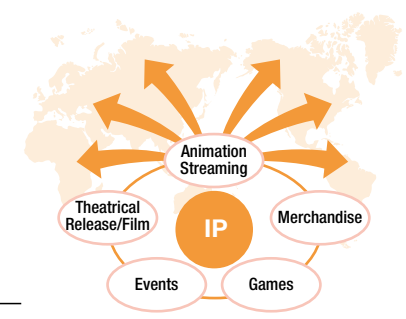 Animation
Streaming
Theatrical
Release/Film
IP
Merchandise
Events
Games